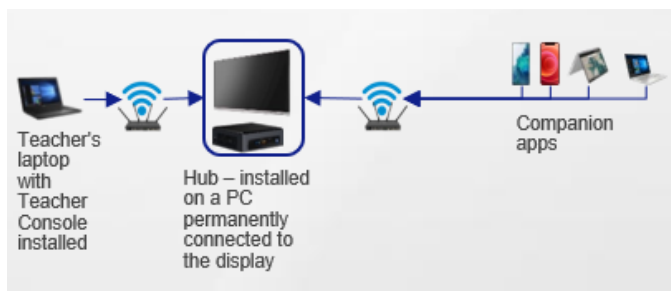 Teacher's
laptop
with
Teacher
Console
installed
Hub – installed
on a PC
permanently
connected to
the display
Companion
apps